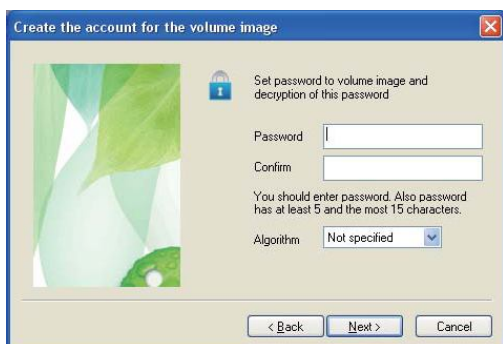 Create the account for the volume image
Set password to volume image and
decryption of this password
Password
Confirm
You should enter password. Also password
has at least 5 and the most 15 characters.
Algorithm
Not specified
< Back
Next >
Cancel